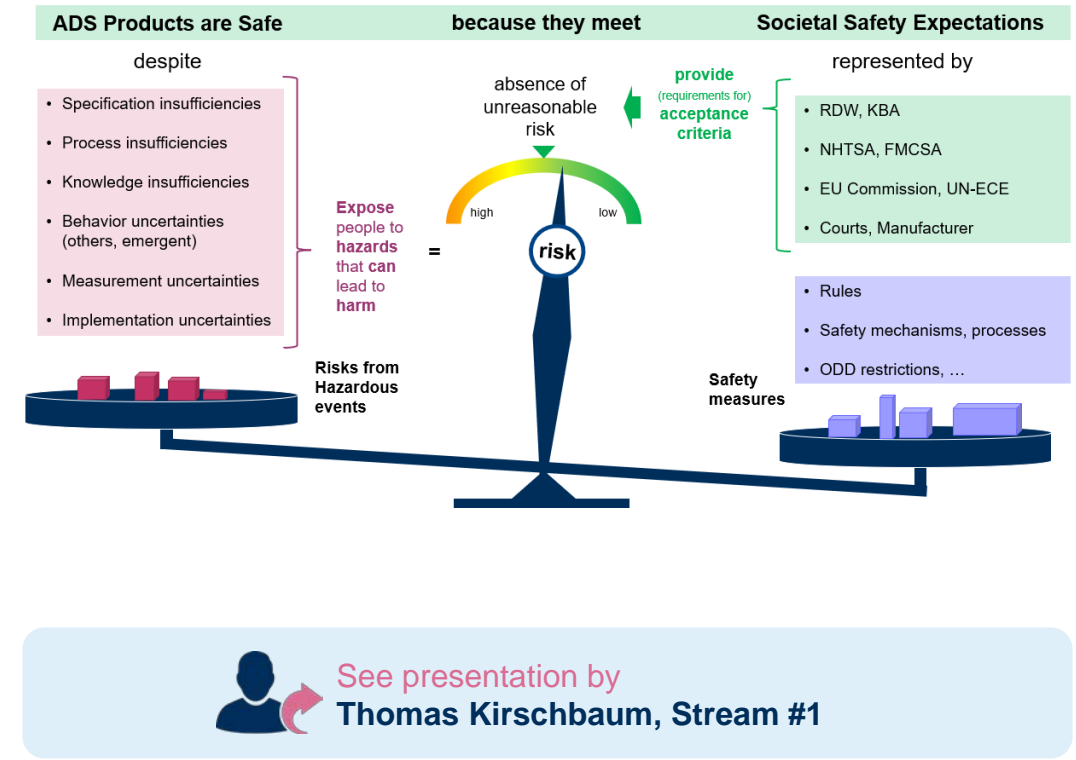 ADS Products are Safe
because they meet
Societal Safety Expectations
despite
• Specification insufficiencies
• Process insufficiencies
• Knowledge insufficiencies
• Behavior uncertainties
(others, emergent)
• Measurement uncertainties
• Implementation uncertainties
Expose
people to
hazards
that can
lead to
harm
=
absence of
unreasonable
risk
high
low
risk
provide
(requirements for)
acceptance
criteria
represented by
• RDW, KBA
• NHTSA, FMCSA
• EU Commission, UN-ECE
• Courts, Manufacturer
• Rules
• Safety mechanisms, processes
• ODD restrictions, …
Risks from
Hazardous
events
Safety
measures
See presentation by
Thomas Kirschbaum, Stream #1